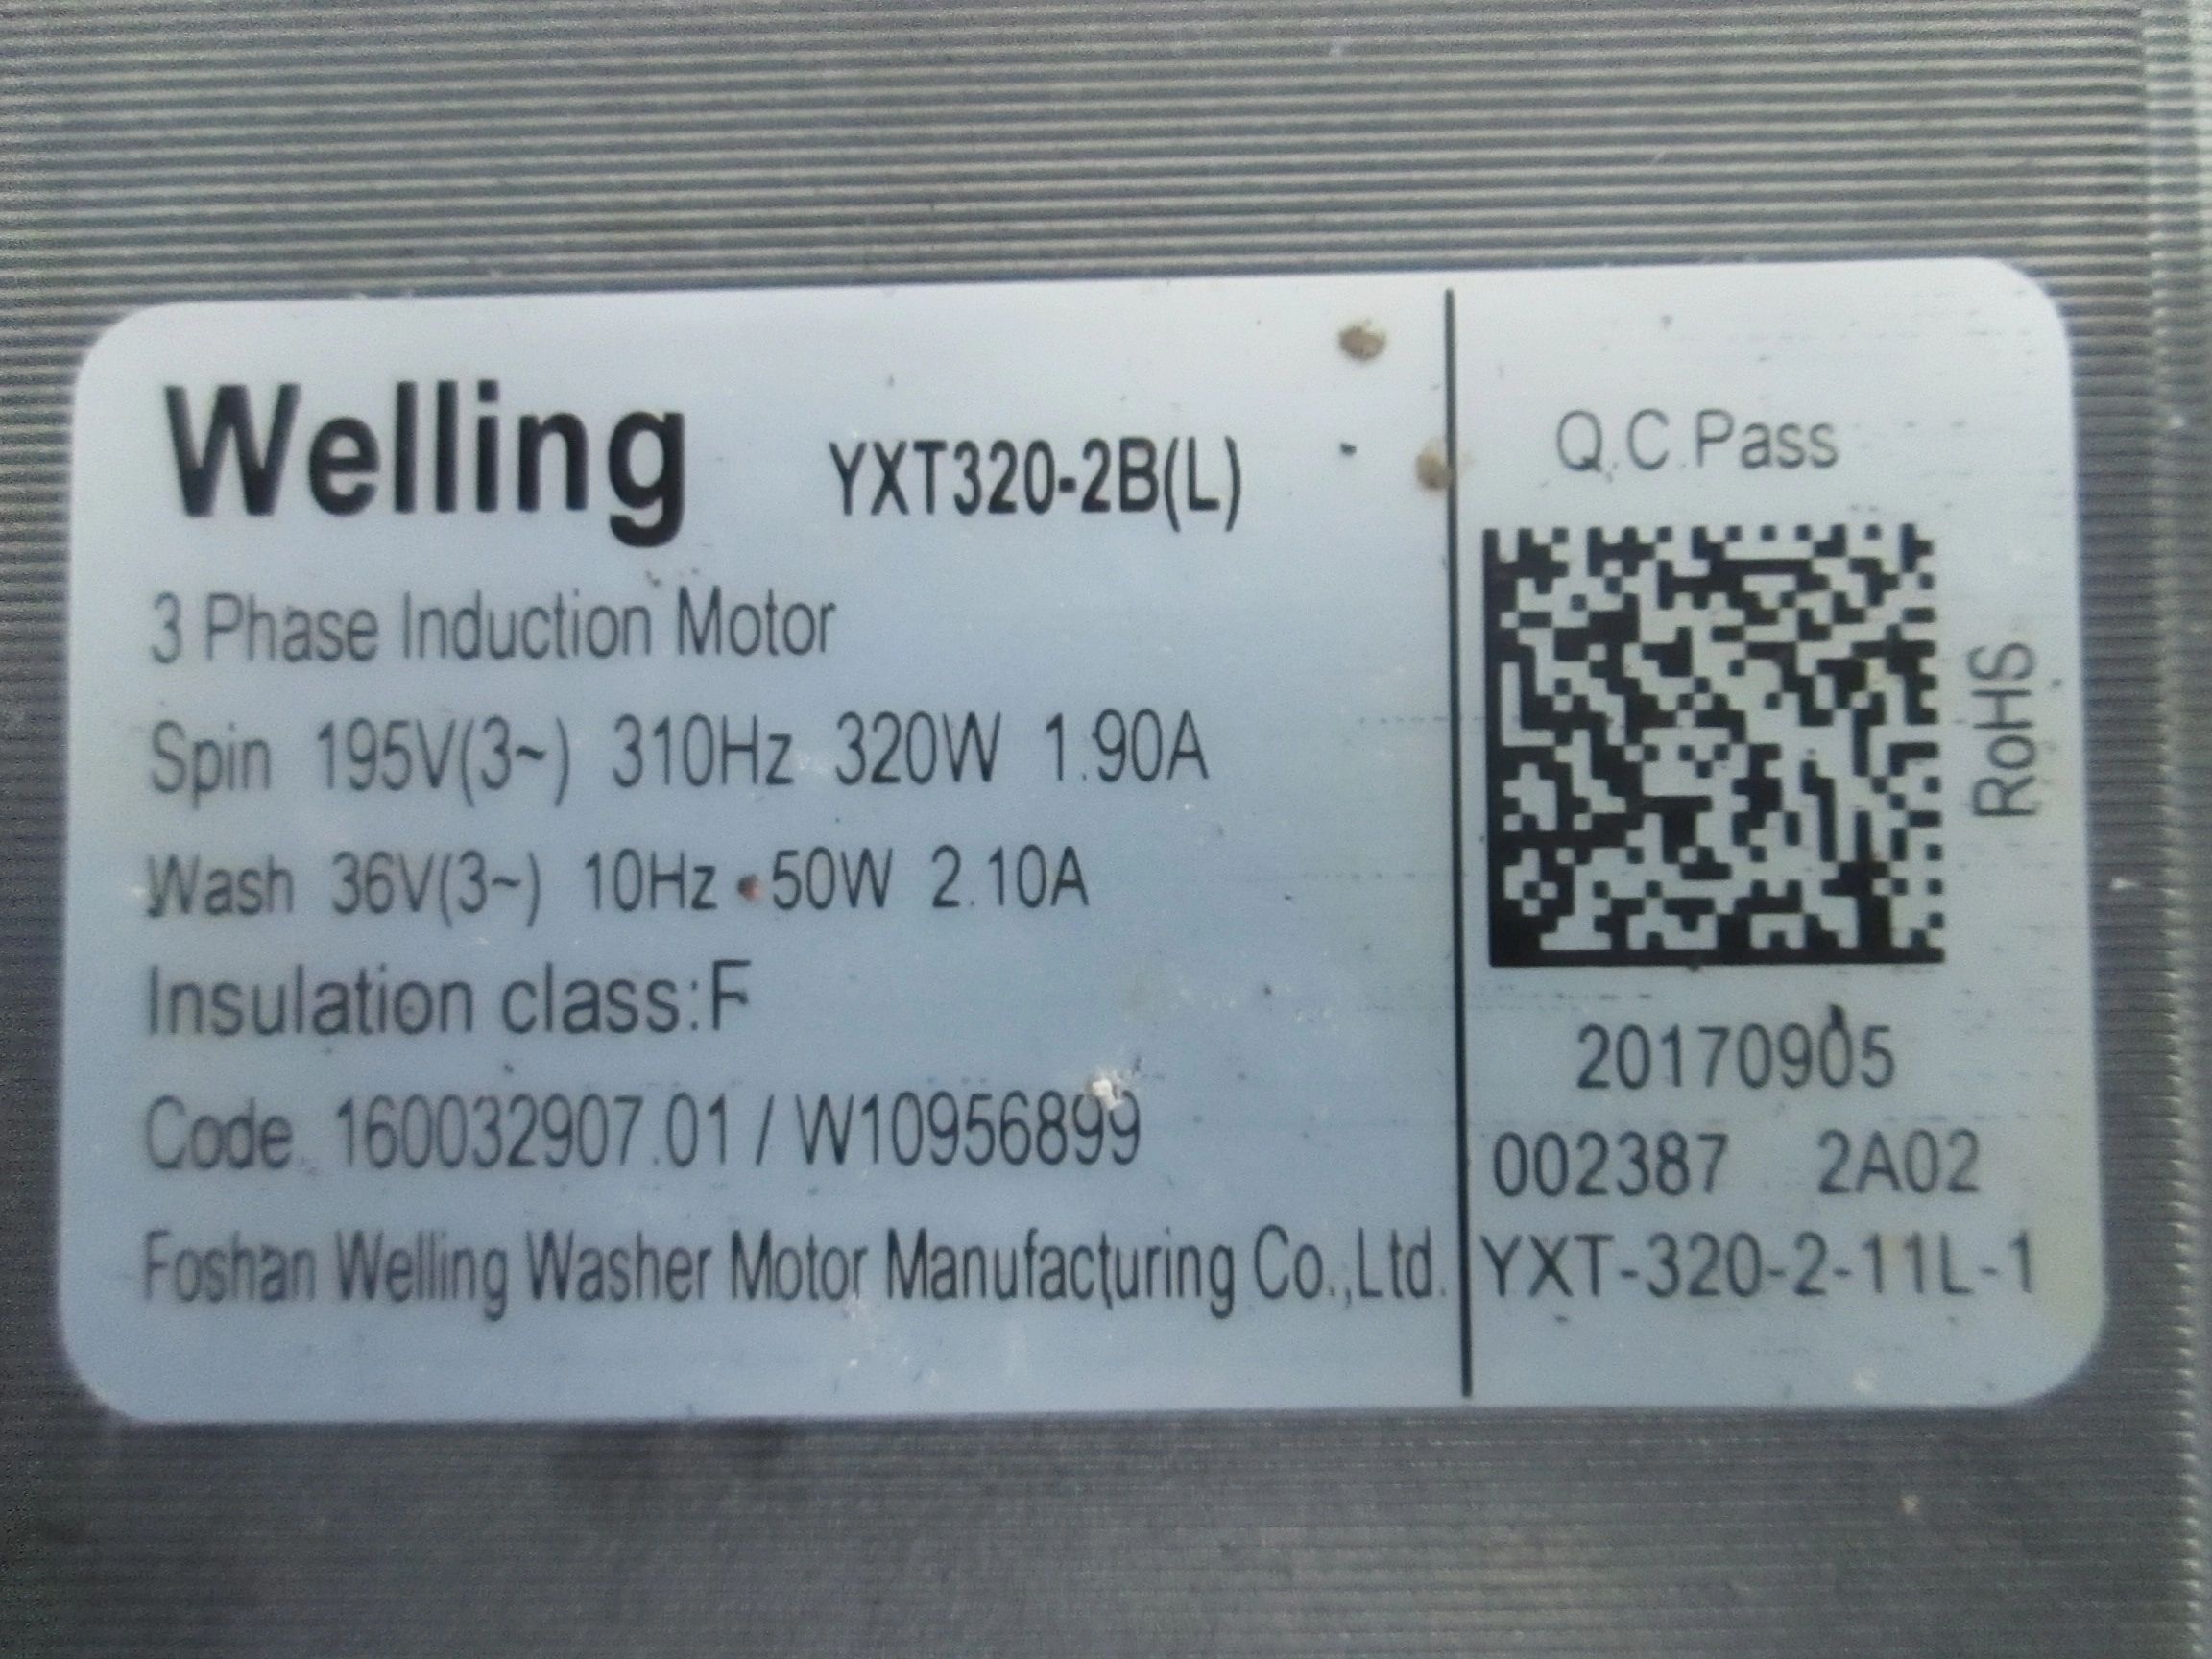 Welling YXT320-2B(L)
3 Phase Induction Motor
Spin 195V(3~) 310Hz 320W 1.90A
Wash 36V(3~) 10Hz 50W 2.10A
Insulation class:F
Code 160032907.01 / W10956899
Foshan Welling Washer Motor Manufacturing Co.,Ltd.
Q.C.Pass
RoHS
20170905
002387 2A02
YXT-320-2-11L-1